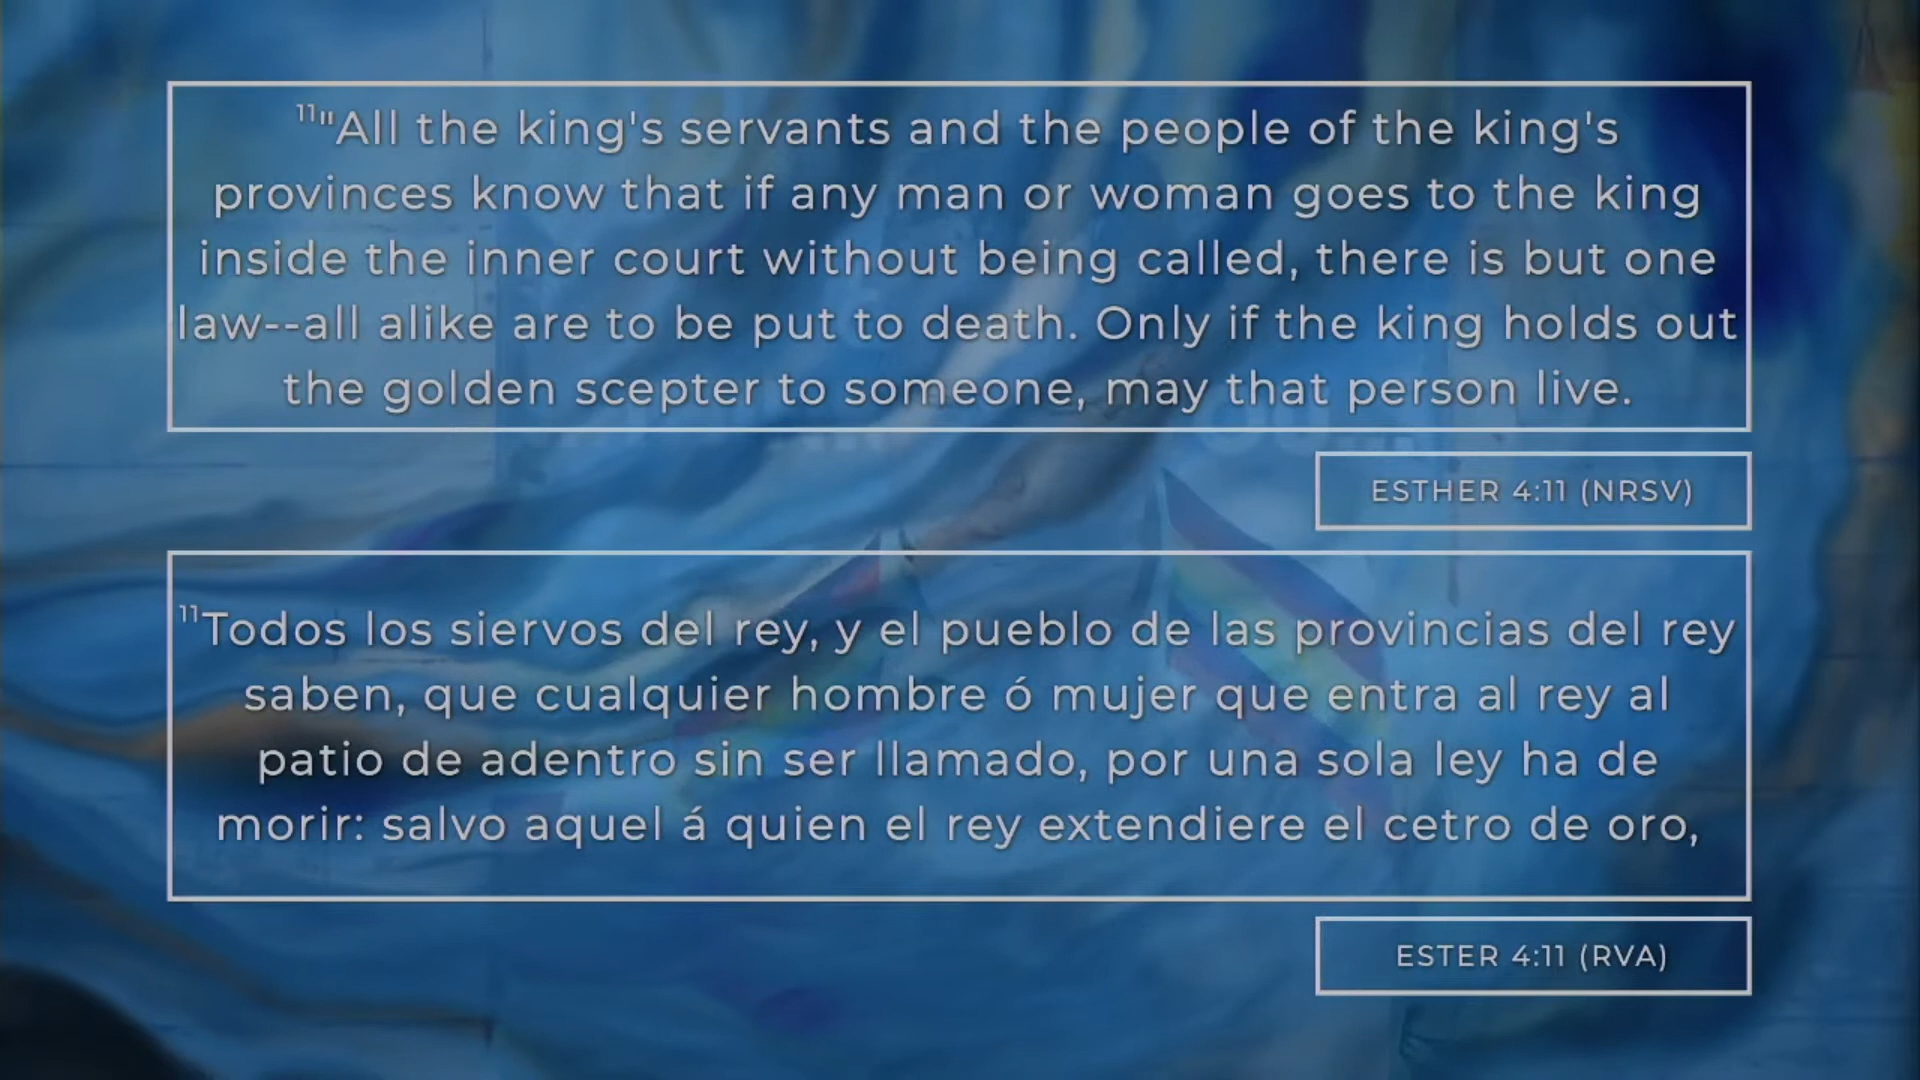 ¹¹"All the king's servants and the people of the king's
provinces know that if any man or woman goes to the king
inside the inner court without being called, there is but one
law--all alike are to be put to death. Only if the king holds out
the golden scepter to someone, may that person live.
ESTHER 4:11 (NRSV)
¹¹Todos los siervos del rey, y el pueblo de las provincias del rey
saben, que cualquier hombre ó mujer que entra al rey al
patio de adentro sin ser llamado, por una sola ley ha de
morir: salvo aquel á quien el rey extendiere el cetro de oro,
ESTER 4:11 (RVA)